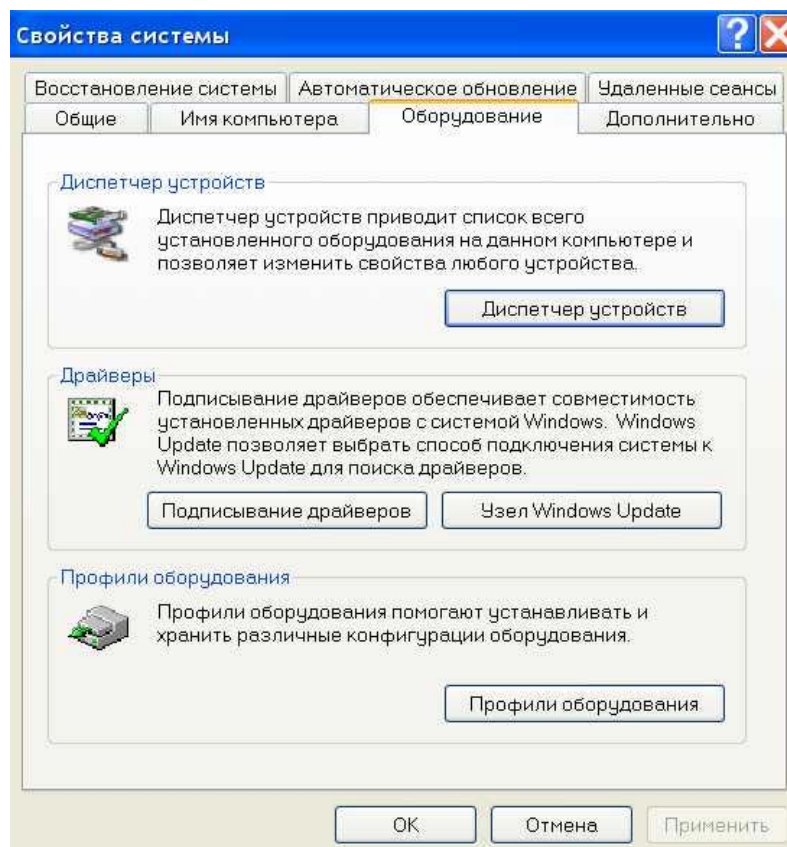 Свойства системы
Восстановление системы Автоматическое обновление Удаленные сеансы
Общие Имя компьютера Оборудование Дополнительно
Диспетчер устройств
Диспетчер устройств приводит список всего
установленного оборудования на данном компьютере и
позволяет изменить свойства любого устройства.
Диспетчер устройств
Драйверы
Подписывание драйверов обеспечивает совместимость
установленных драйверов с системой Windows. Windows
Update позволяет выбрать способ подключения системы к
Windows Update для поиска драйверов.
Подписывание драйверов Узел Windows Update
Профили оборудования
Профили оборудования помогают устанавливать и
хранить различные конфигурации оборудования.
Профили оборудования
OK Отмена Применить